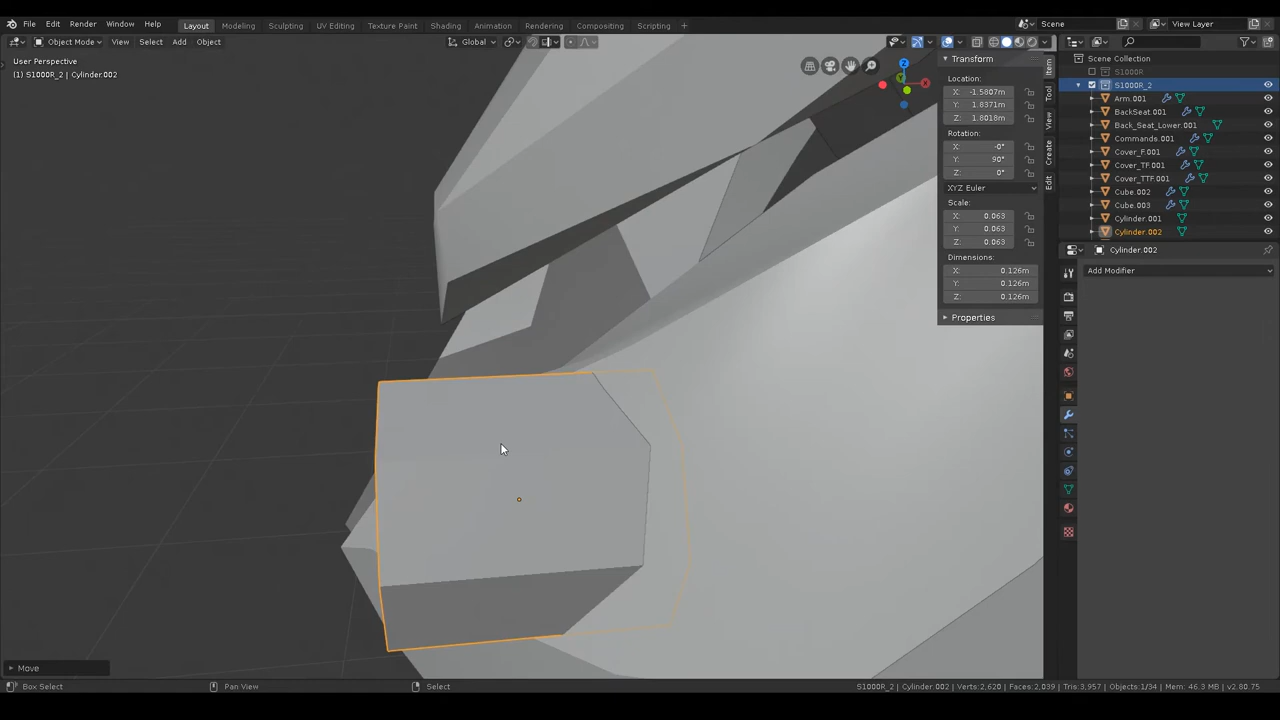 File Edit Render Window Help Layout Modeling Sculpting UV Editing Texture Paint Shading Animation Rendering Compositing Scripting + Scene View Layer
Object Mode View Select Add Object Global
User Perspective
(1) S1000R_2 | Cylinder.002
Transform
Location:
X: -1.5807m
Y: 1.8371m
Z: 1.8018m
Rotation:
X: -0°
Y: 90°
Z: 0°
XYZ Euler
Scale:
X: 0.063
Y: 0.063
Z: 0.063
Dimensions:
X: 0.126m
Y: 0.126m
Z: 0.126m
Properties
Item
Tool
View
Create
Edit
Z
Y
X
Scene Collection
S1000R
S1000R_2
Arm.001
BackSeat.001
Back_Seat_Lower.001
Commands.001
Cover_F.001
Cover_TF.001
Cover_TTF.001
Cube.002
Cube.003
Cylinder.001
Cylinder.002
Cylinder.002
Add Modifier
Move
Box Select Pan View Select S1000R_2 | Cylinder.002 | Verts:2,620 | Faces:2,039 | Tris:3,957 | Objects:1/34 | Mem: 46.3 MB | v2.80.75